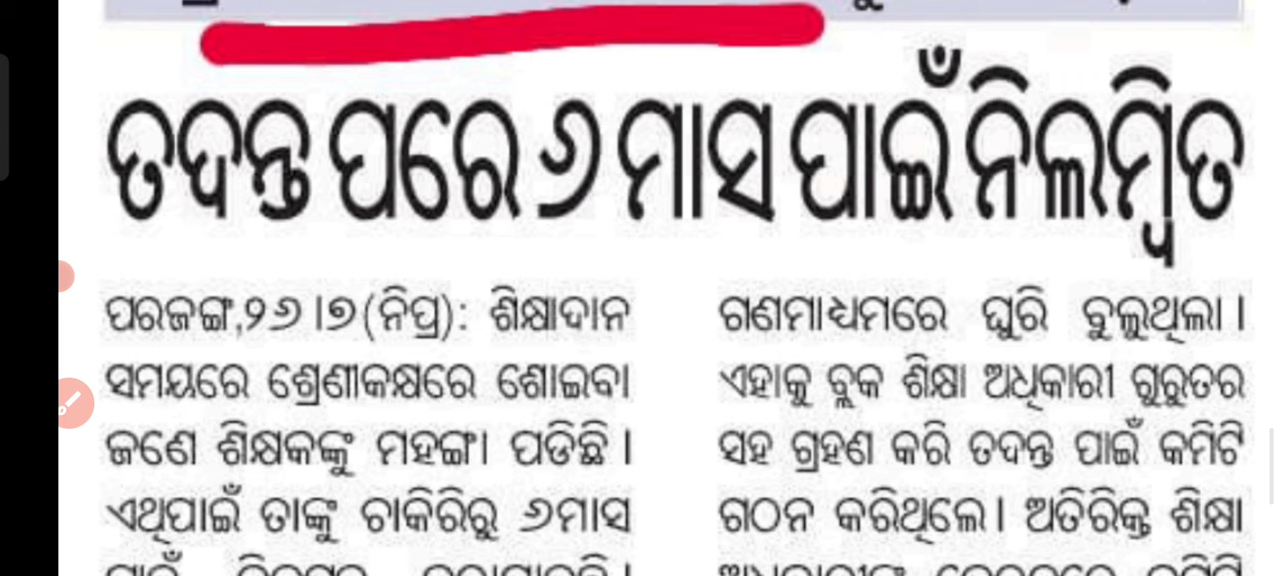 ତଦନ୍ତ ପରେ ୬ ମାସ ପାଇଁ ନିଲମ୍ବିତ
ପରଜଙ୍ଗ,୨୬।୭(ନିପ୍ର): ଶିକ୍ଷାଦାନ
ସମୟରେ ଶ୍ରେଣୀକକ୍ଷରେ ଶୋଇବା
ଜଣେ ଶିକ୍ଷକଙ୍କୁ ମହଙ୍ଗା ପଡିଛି ।
ଏଥିପାଇଁ ତାଙ୍କୁ ଚାକିରିରୁ ୬ମାସ
ଗଣମାଧ୍ୟମରେ ଘୁରି ବୁଲୁଥିଲା ।
ଏହାକୁ ବ୍ଲକ ଶିକ୍ଷା ଅଧିକାରୀ ଗୁରୁତର
ସହ ଗ୍ରହଣ କରି ତଦନ୍ତ ପାଇଁ କମିଟି
ଗଠନ କରିଥିଲେ । ଅତିରିକ୍ତ ଶିକ୍ଷା